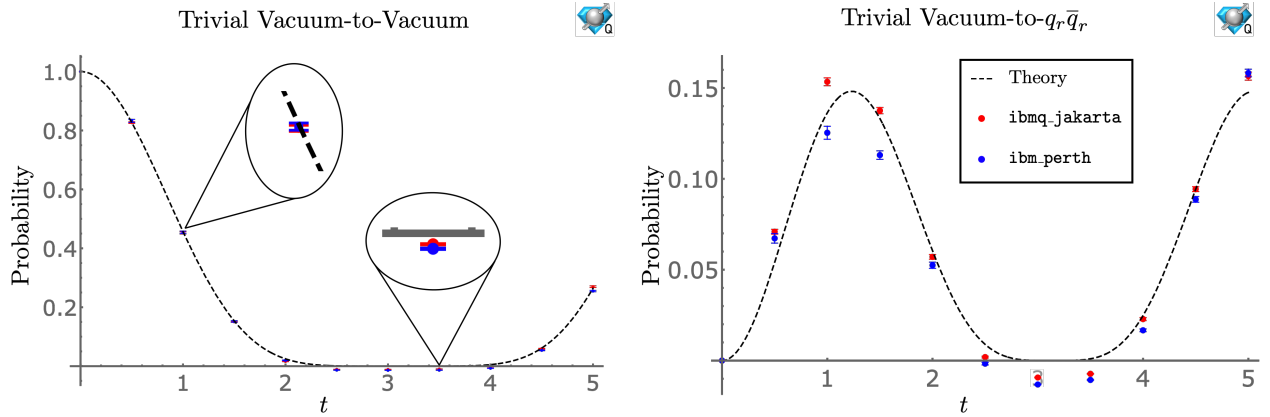 Trivial Vacuum-to-Vacuum
Q
1.0
0.8
0.6
0.4
0.2
Probability
1 2 3 4 5
t
Trivial Vacuum-to-$q_r\bar{q}_r$
Q
0.15
0.10
0.05
Probability
Theory
ibmq_jakarta
ibm_perth
1 2 3 4 5
t